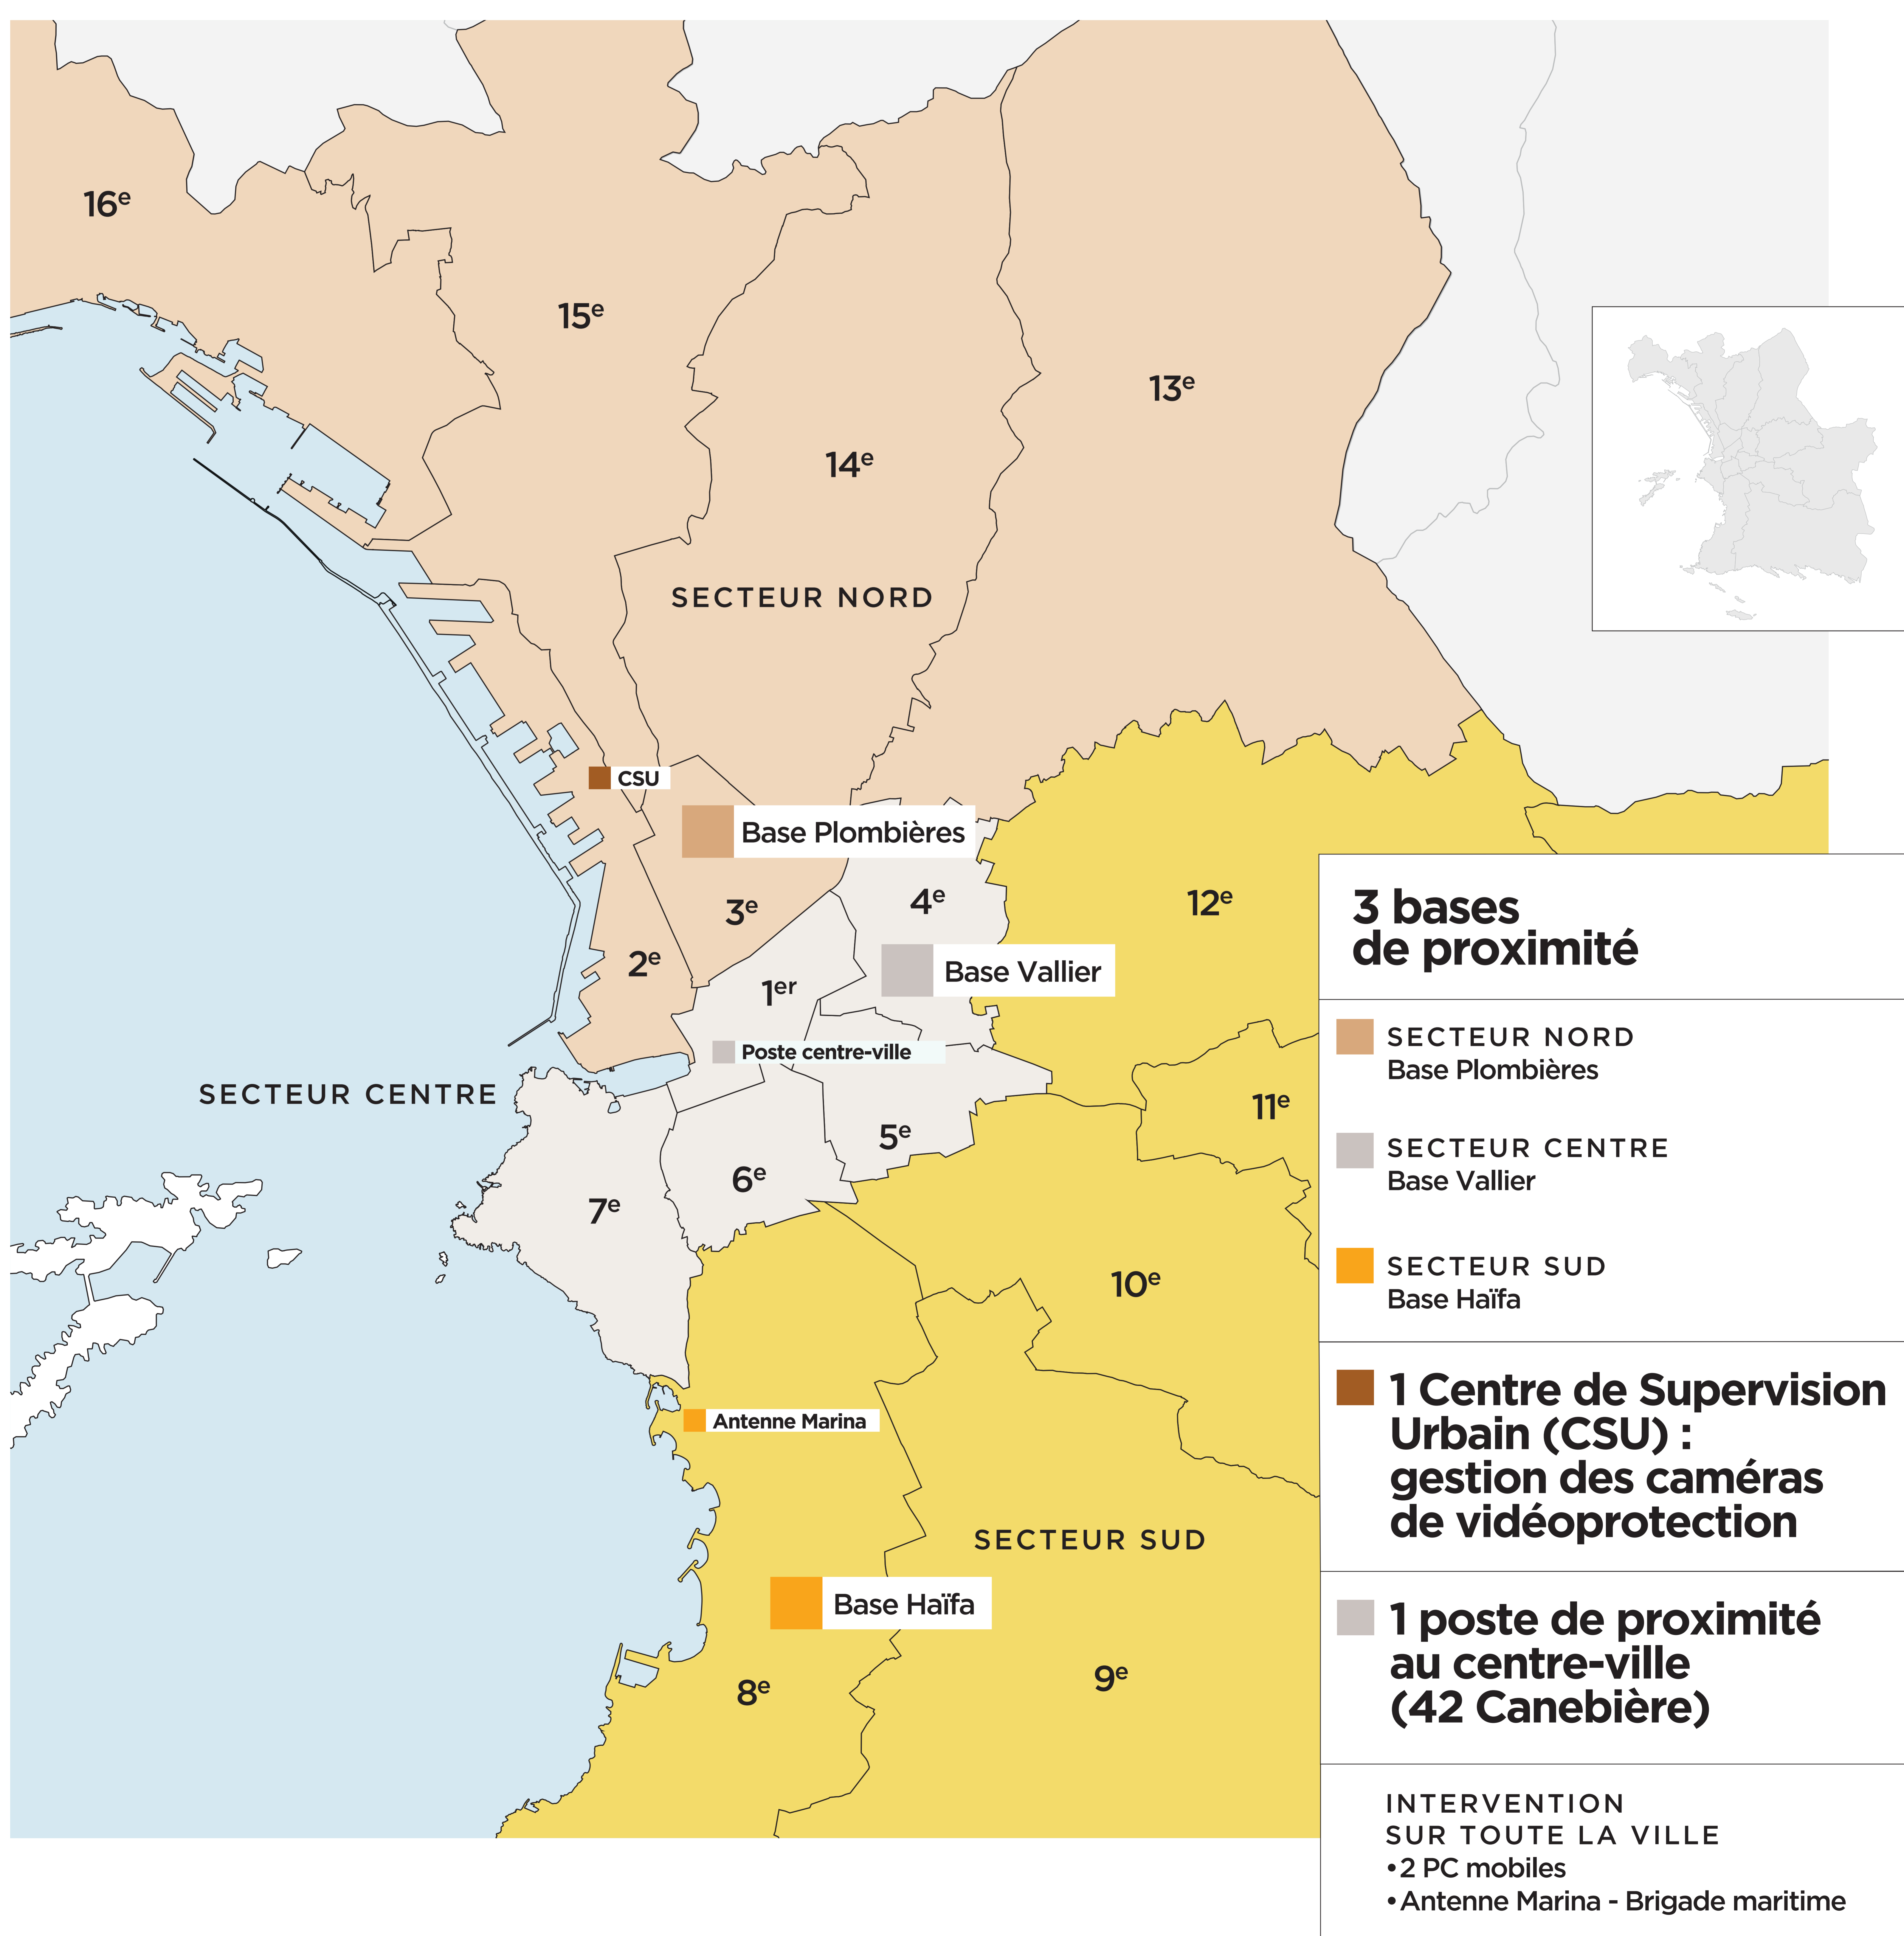 16e
15e
13e
14e
SECTEUR NORD
CSU
Base Plombières
4e
12e
3e
2e
Base Vallier
1er
Poste centre-ville
SECTEUR CENTRE
11e
5e
6e
7e
10e
Antenne Marina
SECTEUR SUD
Base Haïfa
9e
8e
3 bases
de proximité
SECTEUR NORD
Base Plombières
SECTEUR CENTRE
Base Vallier
SECTEUR SUD
Base Haïfa
1 Centre de Supervision
Urbain (CSU) :
gestion des caméras
de vidéoprotection
1 poste de proximité
au centre-ville
(42 Canebière)
INTERVENTION
SUR TOUTE LA VILLE
• 2 PC mobiles
• Antenne Marina - Brigade maritime